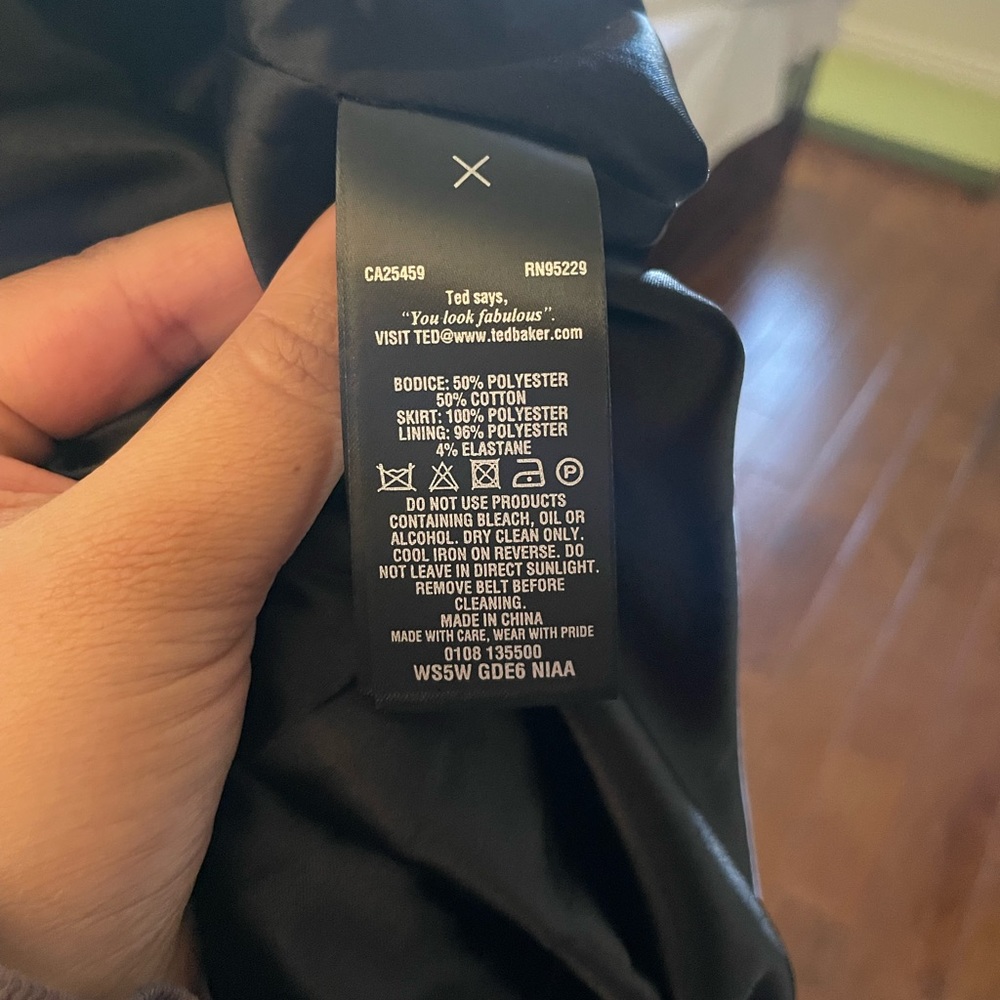 CA25459 RN95229
Ted says,
"You look fabulous".
VISIT TED@www.tedbaker.com
BODICE: 50% POLYESTER
50% COTTON
SKIRT: 100% POLYESTER
LINING: 96% POLYESTER
4% ELASTANE
P
DO NOT USE PRODUCTS
CONTAINING BLEACH, OIL OR
ALCOHOL. DRY CLEAN ONLY.
COOL IRON ON REVERSE. DO
NOT LEAVE IN DIRECT SUNLIGHT.
REMOVE BELT BEFORE
CLEANING.
MADE IN CHINA
MADE WITH CARE, WEAR WITH PRIDE
0108 135500
WS5W GDE6 NIAA